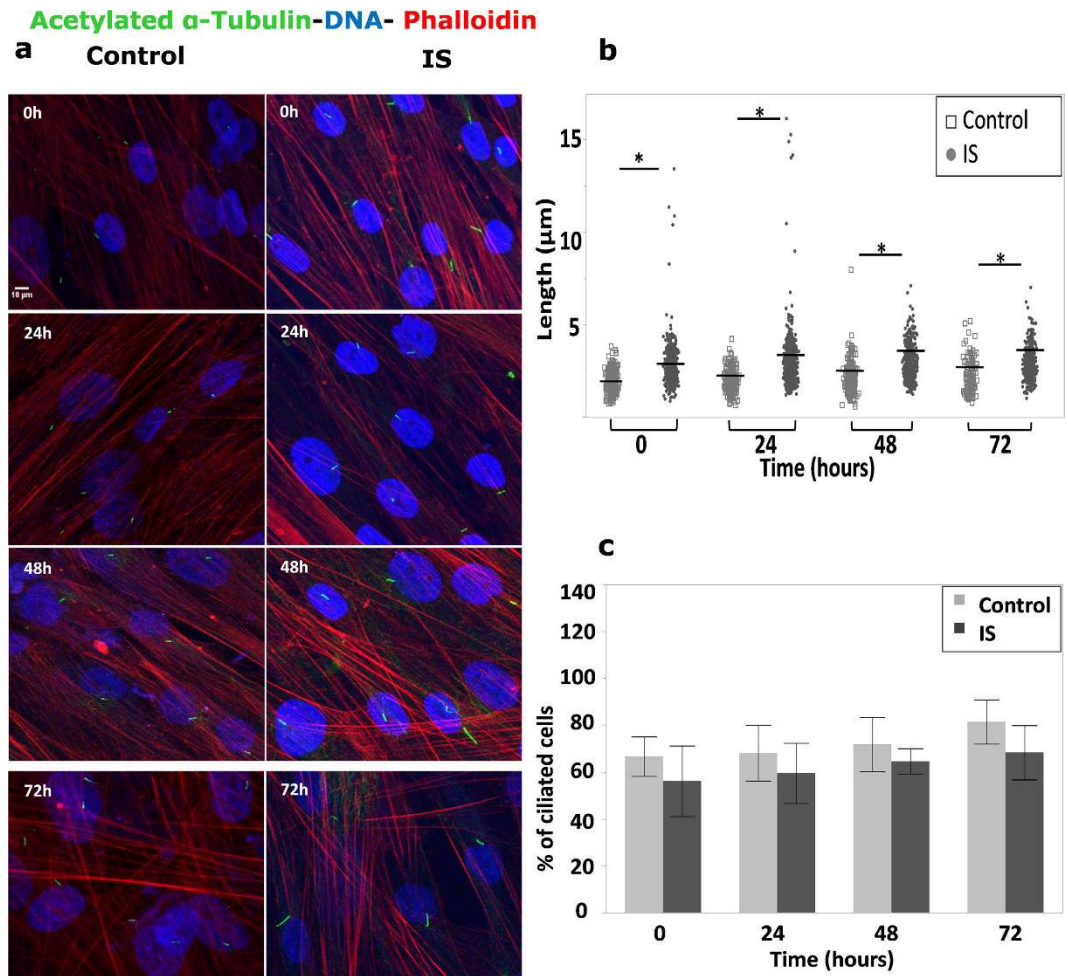 Acetylated α-Tubulin-DNA- Phalloidin
a
Control
IS
0h
10 µm
0h
24h
24h
48h
48h
72h
72h
b
Control
IS
Length (µm)
15
10
5
*
*
*
*
0 24 48 72
Time (hours)
c
Control
IS
% of ciliated cells
140
120
100
80
60
40
20
0
0 24 48 72
Time (hours)